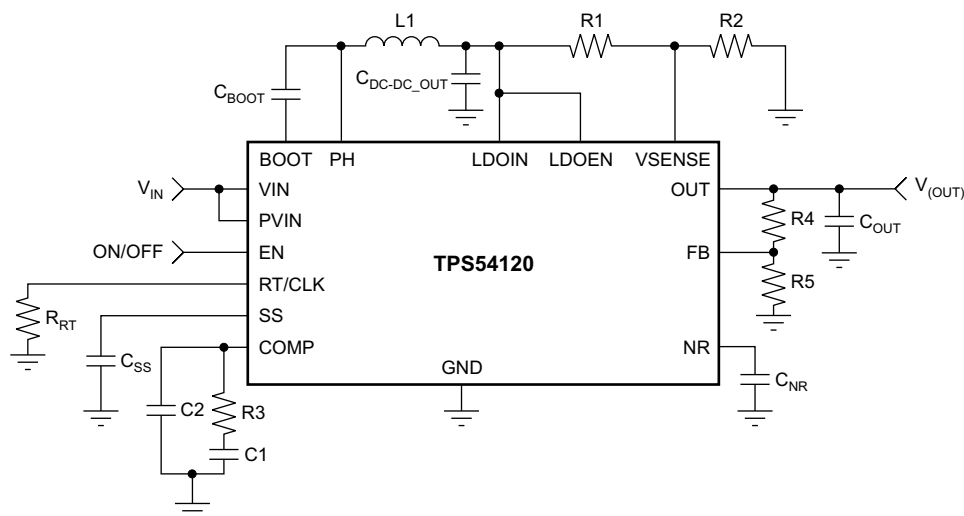 L1
R1
R2
C_BOOT
C_DC-DC_OUT
BOOT
PH
LDOIN
LDOEN
VSENSE
V_IN
VIN
OUT
V_(OUT)
PVIN
R4
C_OUT
ON/OFF
EN
TPS54120
FB
RT/CLK
R5
R_RT
SS
C_SS
COMP
NR
GND
C_NR
C2
R3
C1